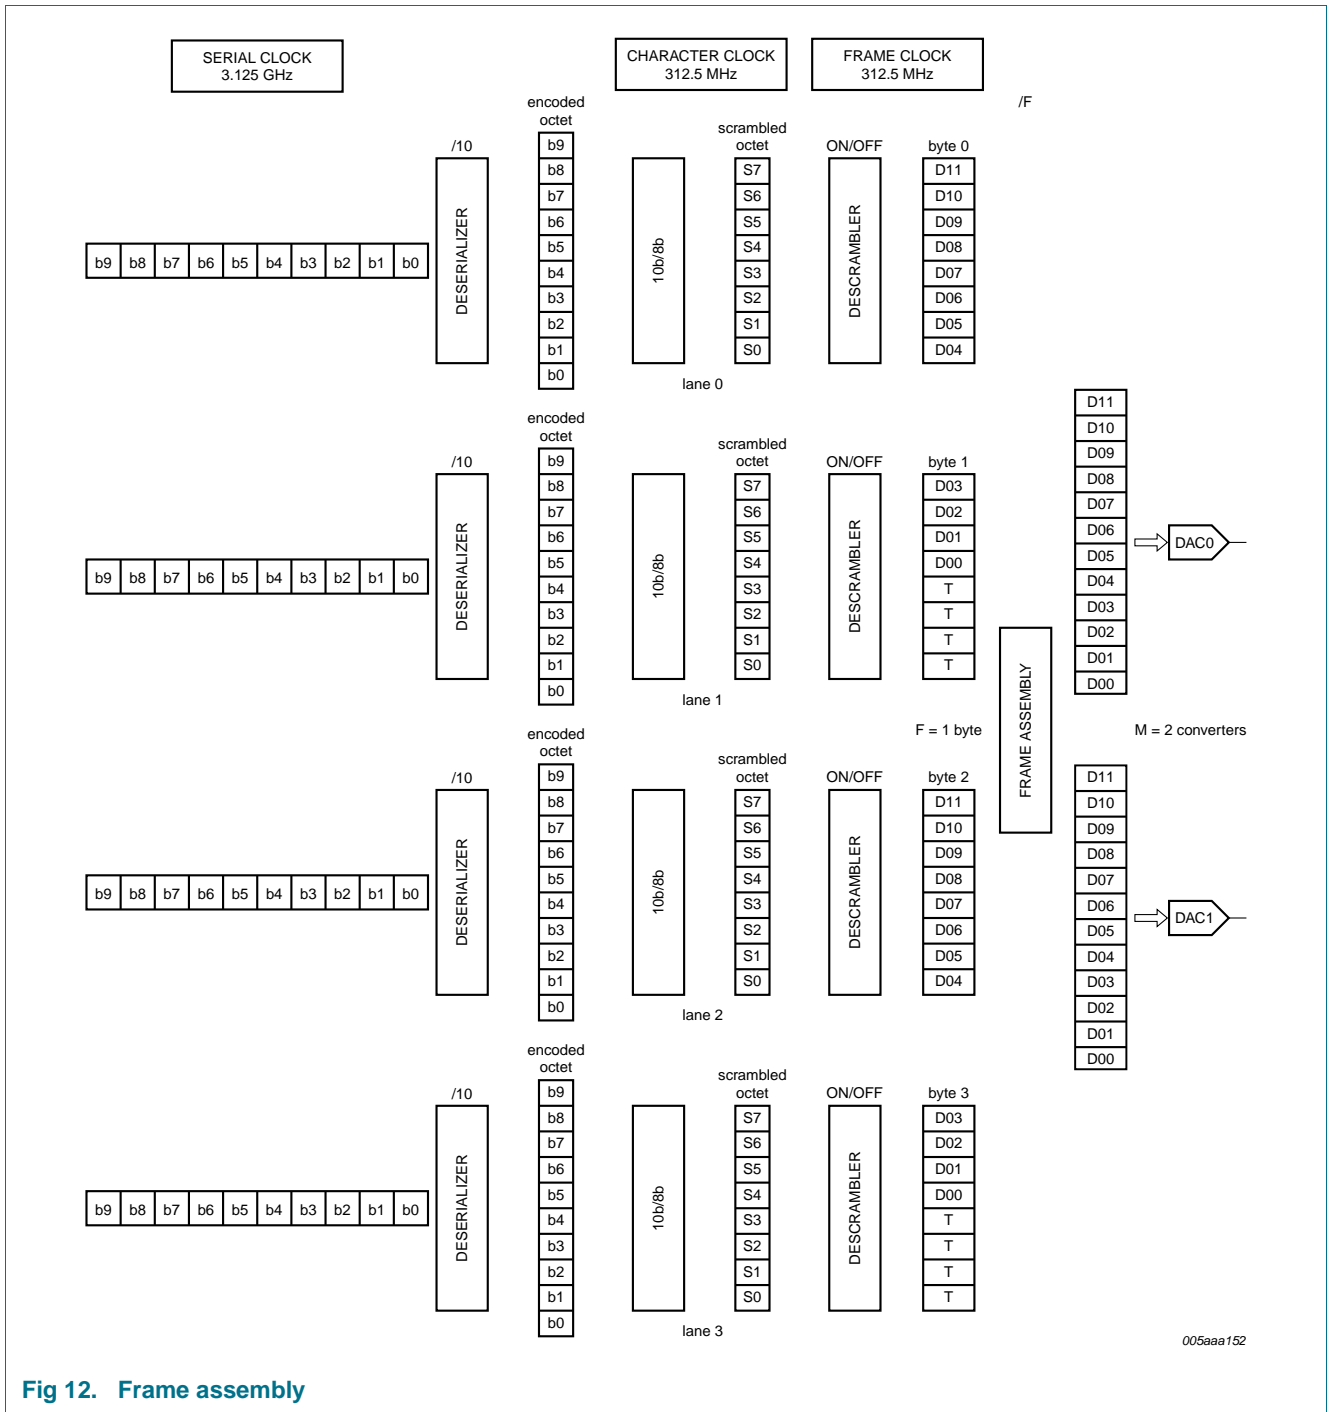 SERIAL CLOCK
3.125 GHz
CHARACTER CLOCK
312.5 MHz
FRAME CLOCK
312.5 MHz
/F
encoded
octet
/10
DESERIALIZER
b9 b8 b7 b6 b5 b4 b3 b2 b1 b0
b9
b8
b7
b6
b5
b4
b3
b2
b1
b0
10b/8b
lane 0
scrambled
octet
S7
S6
S5
S4
S3
S2
S1
S0
ON/OFF
DESCRAMBLER
byte 0
D11
D10
D09
D08
D07
D06
D05
D04
encoded
octet
/10
DESERIALIZER
b9 b8 b7 b6 b5 b4 b3 b2 b1 b0
b9
b8
b7
b6
b5
b4
b3
b2
b1
b0
10b/8b
lane 1
scrambled
octet
S7
S6
S5
S4
S3
S2
S1
S0
ON/OFF
DESCRAMBLER
byte 1
D03
D02
D01
D00
T
T
T
T
F = 1 byte
encoded
octet
/10
DESERIALIZER
b9 b8 b7 b6 b5 b4 b3 b2 b1 b0
b9
b8
b7
b6
b5
b4
b3
b2
b1
b0
10b/8b
lane 2
scrambled
octet
S7
S6
S5
S4
S3
S2
S1
S0
ON/OFF
DESCRAMBLER
byte 2
D11
D10
D09
D08
D07
D06
D05
D04
encoded
octet
/10
DESERIALIZER
b9 b8 b7 b6 b5 b4 b3 b2 b1 b0
b9
b8
b7
b6
b5
b4
b3
b2
b1
b0
10b/8b
lane 3
scrambled
octet
S7
S6
S5
S4
S3
S2
S1
S0
ON/OFF
DESCRAMBLER
byte 3
D03
D02
D01
D00
T
T
T
T
FRAME ASSEMBLY
D11
D10
D09
D08
D07
D06
D05
D04
D03
D02
D01
D00
DAC0
M = 2 converters
D11
D10
D09
D08
D07
D06
D05
D04
D03
D02
D01
D00
DAC1
005aaa152
Fig 12. Frame assembly